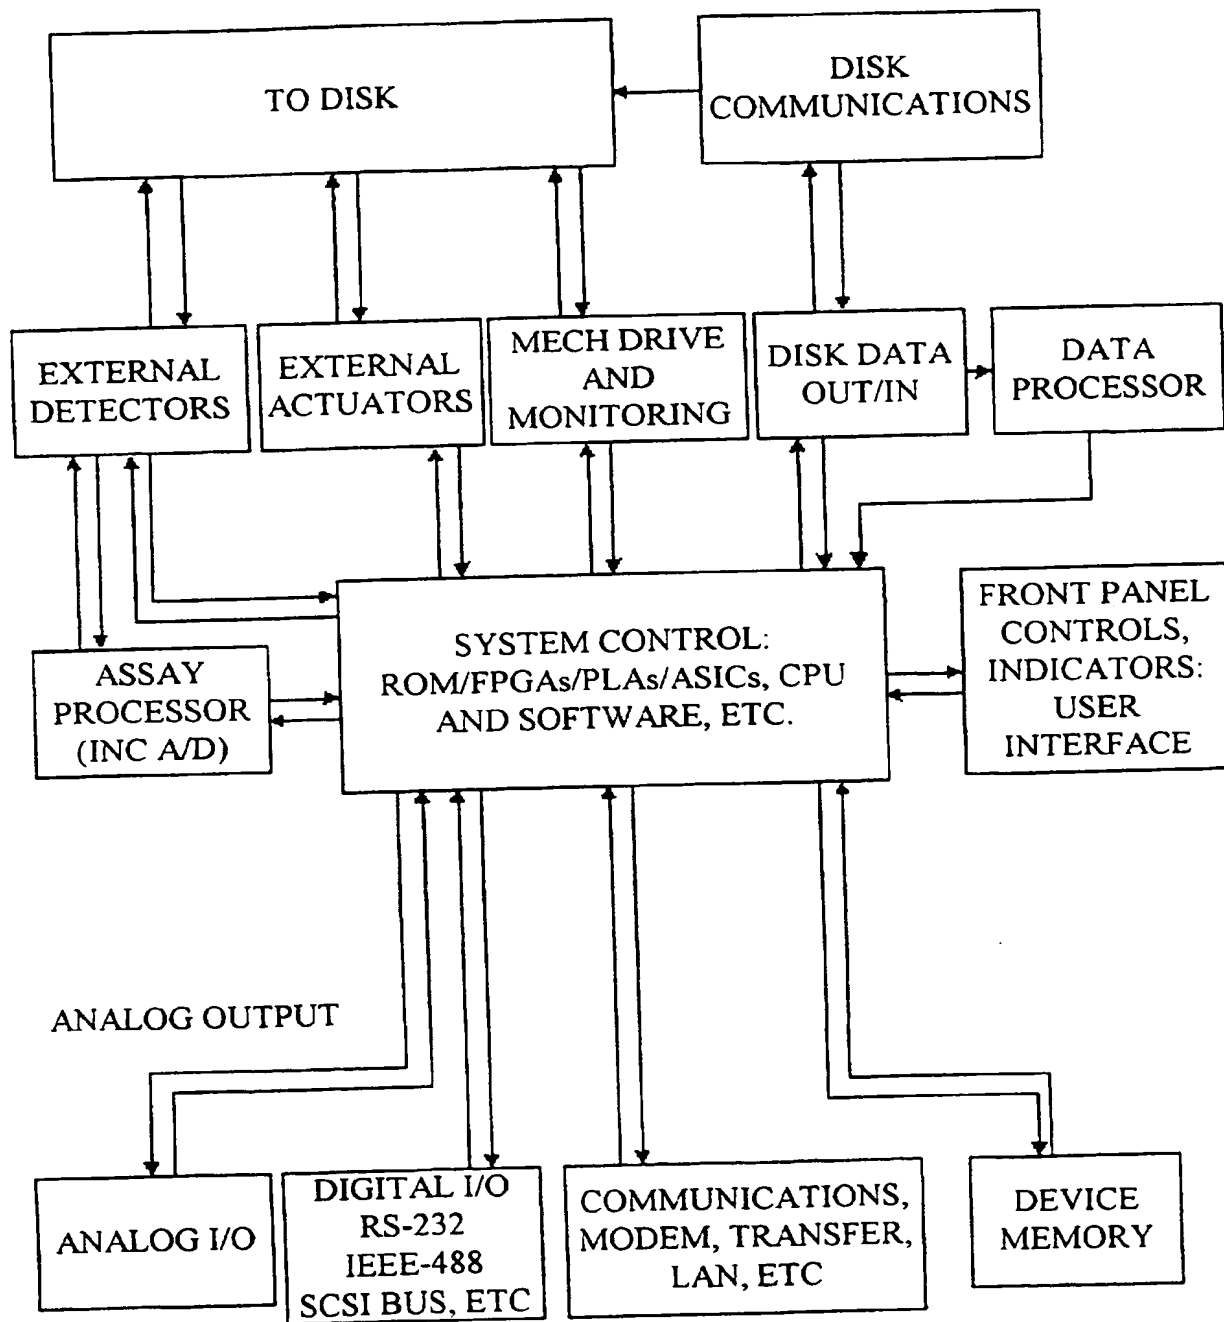 TO DISK
DISK
COMMUNICATIONS
EXTERNAL
DETECTORS
EXTERNAL
ACTUATORS
MECH DRIVE
AND
MONITORING
DISK DATA
OUT/IN
DATA
PROCESSOR
ASSAY
PROCESSOR
(INC A/D)
SYSTEM CONTROL:
ROM/FPGAs/PLAs/ASICs, CPU
AND SOFTWARE, ETC.
FRONT PANEL
CONTROLS,
INDICATORS:
USER
INTERFACE
ANALOG OUTPUT
ANALOG I/O
DIGITAL I/O
RS-232
IEEE-488
SCSI BUS, ETC
COMMUNICATIONS,
MODEM, TRANSFER,
LAN, ETC
DEVICE
MEMORY